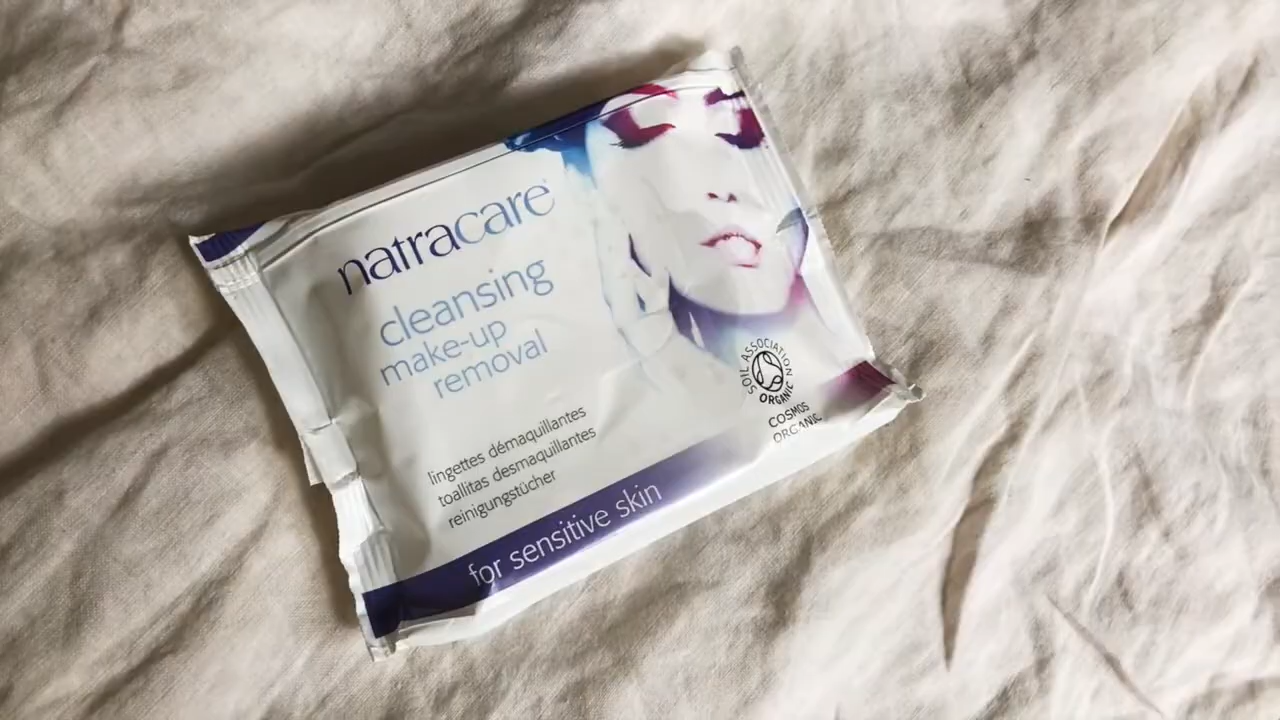 natracare
cleansing
make-up
removal
lingettes démaquillantes
toallitas desmaquillantes
reinigungstücher
for sensitive skin
SOIL ASSOCIATION
ORGANIC
COSMOS
ORGANIC